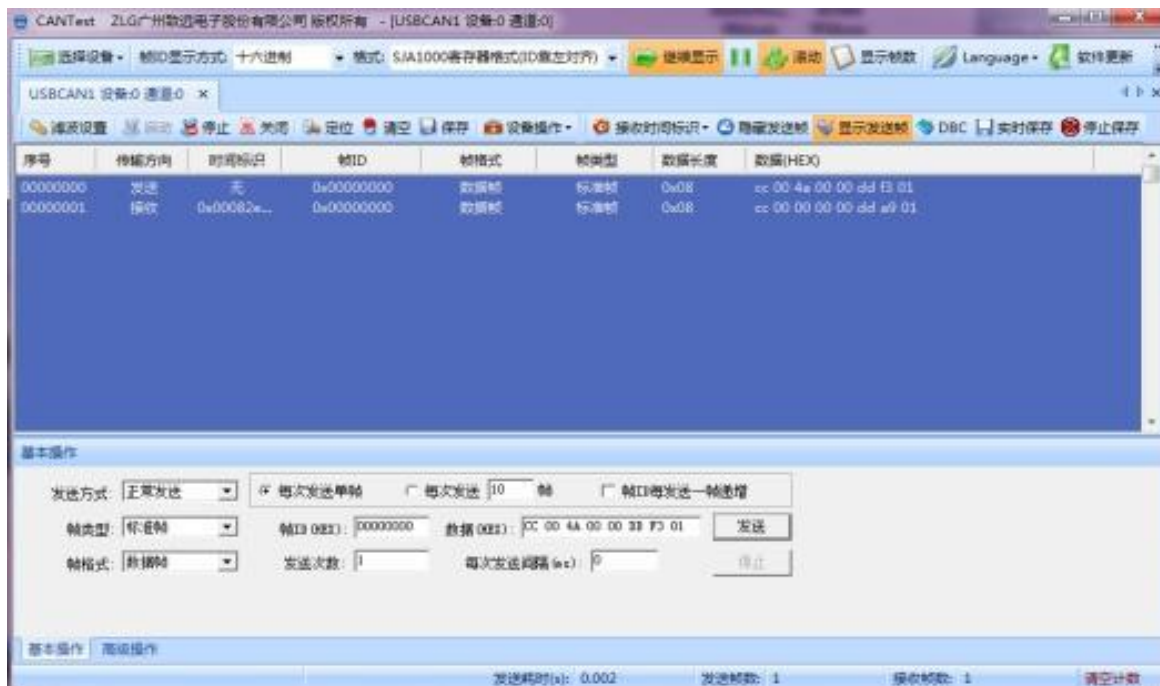 CANTest ZLG广州致远电子股份有限公司 版权所有 - [USBCAN1 设备:0 通道:0]
选择设备 帧ID显示方式: 十六进制 格式: SJA1000寄存器格式(ID靠左对齐) 继续显示 滚动 显示帧数 Language 软件更新
USBCAN1 设备:0 通道:0 ×
滤波设置 启动 停止 关闭 定位 清空 保存 设备操作 接收时间标识 隐藏发送帧 显示发送帧 DBC 实时保存 停止保存
序号 传输方向 时间标识 帧ID 帧格式 帧类型 数据长度 数据(HEX)
00000000 发送 无 0x00000000 数据帧 标准帧 0x08 cc 00 4a 00 00 dd f3 01
00000001 接收 0x00082e... 0x00000000 数据帧 标准帧 0x08 cc 00 00 00 00 dd a9 01
基本操作
发送方式: 正常发送 每次发送单帧 每次发送 10 帧 帧ID每发送一帧递增
帧类型: 标准帧 帧ID(HEX): 00000000 数据(HEX): CC 00 4A 00 00 DD F3 01 发送
帧格式: 数据帧 发送次数: 1 每次发送间隔(ms): 0 停止
基本操作 高级操作
发送耗时(s): 0.002 发送帧数: 1 接收帧数: 1 清空计数